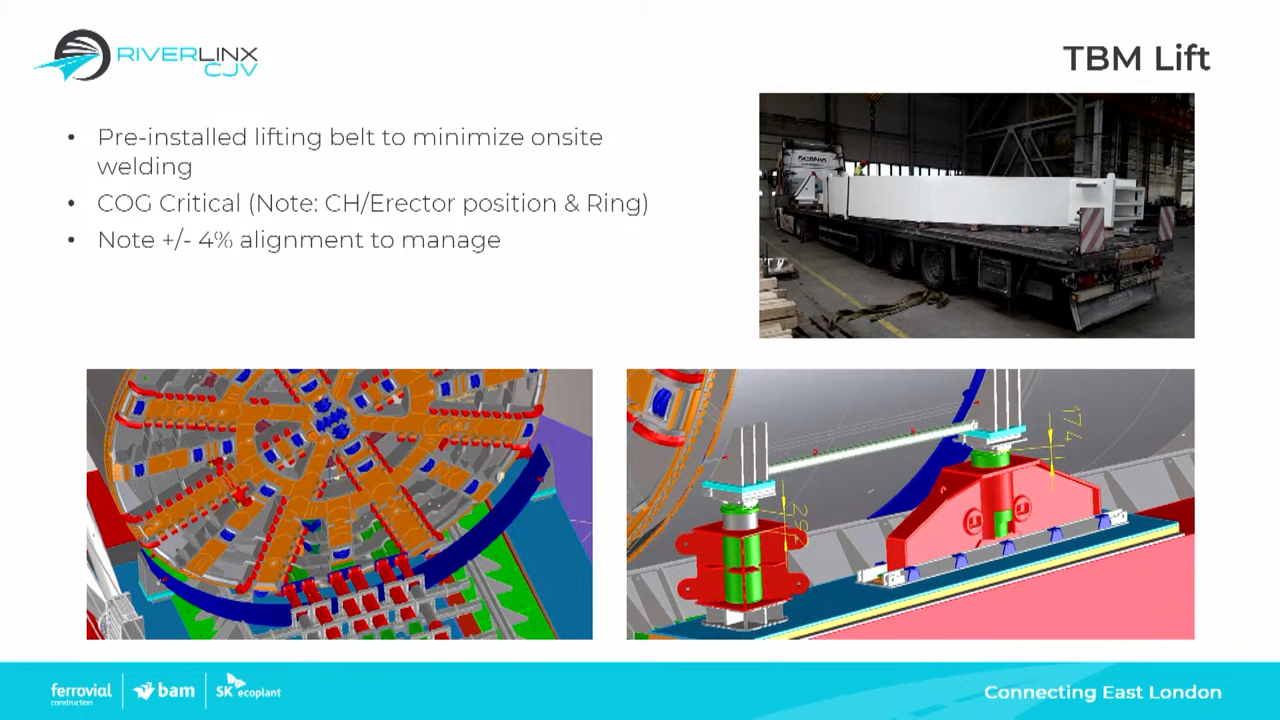 RIVERLINX
CJV
TBM Lift
• Pre-installed lifting belt to minimize onsite
welding
• COG Critical (Note: CH/Erector position & Ring)
• Note +/- 4% alignment to manage
SCANIA
174
ferrovial
construction
bam
SK ecoplant
Connecting East London